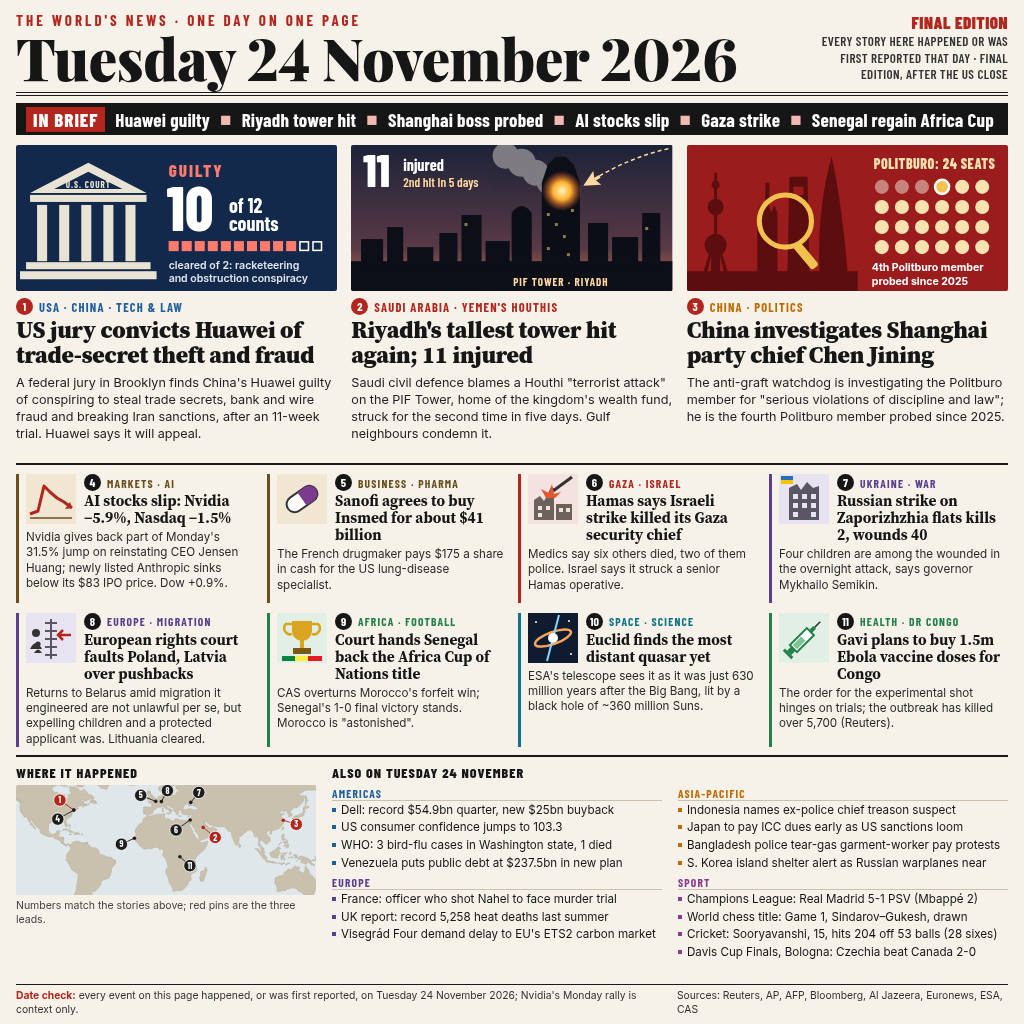 THE WORLD'S NEWS · ONE DAY ON ONE PAGE
Tuesday 24 November 2026
FINAL EDITION
EVERY STORY HERE HAPPENED OR WAS
FIRST REPORTED THAT DAY · FINAL
EDITION, AFTER THE US CLOSE
IN BRIEF Huawei guilty ■ Riyadh tower hit ■ Shanghai boss probed ■ AI stocks slip ■ Gaza strike ■ Senegal regain Africa Cup
U.S. COURT
GUILTY
10 of 12
counts
cleared of 2: racketeering
and obstruction conspiracy
1 USA · CHINA · TECH & LAW
US jury convicts Huawei of
trade-secret theft and fraud
A federal jury in Brooklyn finds China's Huawei guilty
of conspiring to steal trade secrets, bank and wire
fraud and breaking Iran sanctions, after an 11-week
trial. Huawei says it will appeal.
11 injured
2nd hit in 5 days
PIF TOWER · RIYADH
2 SAUDI ARABIA · YEMEN'S HOUTHIS
Riyadh's tallest tower hit
again; 11 injured
Saudi civil defence blames a Houthi "terrorist attack"
on the PIF Tower, home of the kingdom's wealth fund,
struck for the second time in five days. Gulf
neighbours condemn it.
POLITBURO: 24 SEATS
4th Politburo member
probed since 2025
3 CHINA · POLITICS
China investigates Shanghai
party chief Chen Jining
The anti-graft watchdog is investigating the Politburo
member for "serious violations of discipline and law";
he is the fourth Politburo member probed since 2025.
4 MARKETS · AI
AI stocks slip: Nvidia
−5.9%, Nasdaq −1.5%
Nvidia gives back part of Monday's
31.5% jump on reinstating CEO Jensen
Huang; newly listed Anthropic sinks
below its $83 IPO price. Dow +0.9%.
5 BUSINESS · PHARMA
Sanofi agrees to buy
Insmed for about $41
billion
The French drugmaker pays $175 a share
in cash for the US lung-disease
specialist.
6 GAZA · ISRAEL
Hamas says Israeli
strike killed its Gaza
security chief
Medics say six others died, two of them
police. Israel says it struck a senior
Hamas operative.
7 UKRAINE · WAR
Russian strike on
Zaporizhzhia flats kills
2, wounds 40
Four children are among the wounded in
the overnight attack, says governor
Mykhailo Semikin.
8 EUROPE · MIGRATION
European rights court
faults Poland, Latvia
over pushbacks
Returns to Belarus amid migration it
engineered are not unlawful per se, but
expelling children and a protected
applicant was. Lithuania cleared.
9 AFRICA · FOOTBALL
Court hands Senegal
back the Africa Cup of
Nations title
CAS overturns Morocco's forfeit win;
Senegal's 1-0 final victory stands.
Morocco is "astonished".
10 SPACE · SCIENCE
Euclid finds the most
distant quasar yet
ESA's telescope sees it as it was just 630
million years after the Big Bang, lit by a
black hole of ~360 million Suns.
11 HEALTH · DR CONGO
Gavi plans to buy 1.5m
Ebola vaccine doses for
Congo
The order for the experimental shot
hinges on trials; the outbreak has killed
over 5,700 (Reuters).
WHERE IT HAPPENED
1
4
5
8
7
9
6
2
3
11
Numbers match the stories above; red pins are the three
leads.
ALSO ON TUESDAY 24 NOVEMBER
AMERICAS
Dell: record $54.9bn quarter, new $25bn buyback
US consumer confidence jumps to 103.3
WHO: 3 bird-flu cases in Washington state, 1 died
Venezuela puts public debt at $237.5bn in new plan
EUROPE
France: officer who shot Nahel to face murder trial
UK report: record 5,258 heat deaths last summer
Visegrád Four demand delay to EU's ETS2 carbon market
ASIA-PACIFIC
Indonesia names ex-police chief treason suspect
Japan to pay ICC dues early as US sanctions loom
Bangladesh police tear-gas garment-worker pay protests
S. Korea island shelter alert as Russian warplanes near
SPORT
Champions League: Real Madrid 5-1 PSV (Mbappé 2)
World chess title: Game 1, Sindarov–Gukesh, drawn
Cricket: Sooryavanshi, 15, hits 204 off 53 balls (28 sixes)
Davis Cup Finals, Bologna: Czechia beat Canada 2-0
Date check: every event on this page happened, or was first reported, on Tuesday 24 November 2026; Nvidia's Monday rally is
context only.
Sources: Reuters, AP, AFP, Bloomberg, Al Jazeera, Euronews, ESA,
CAS